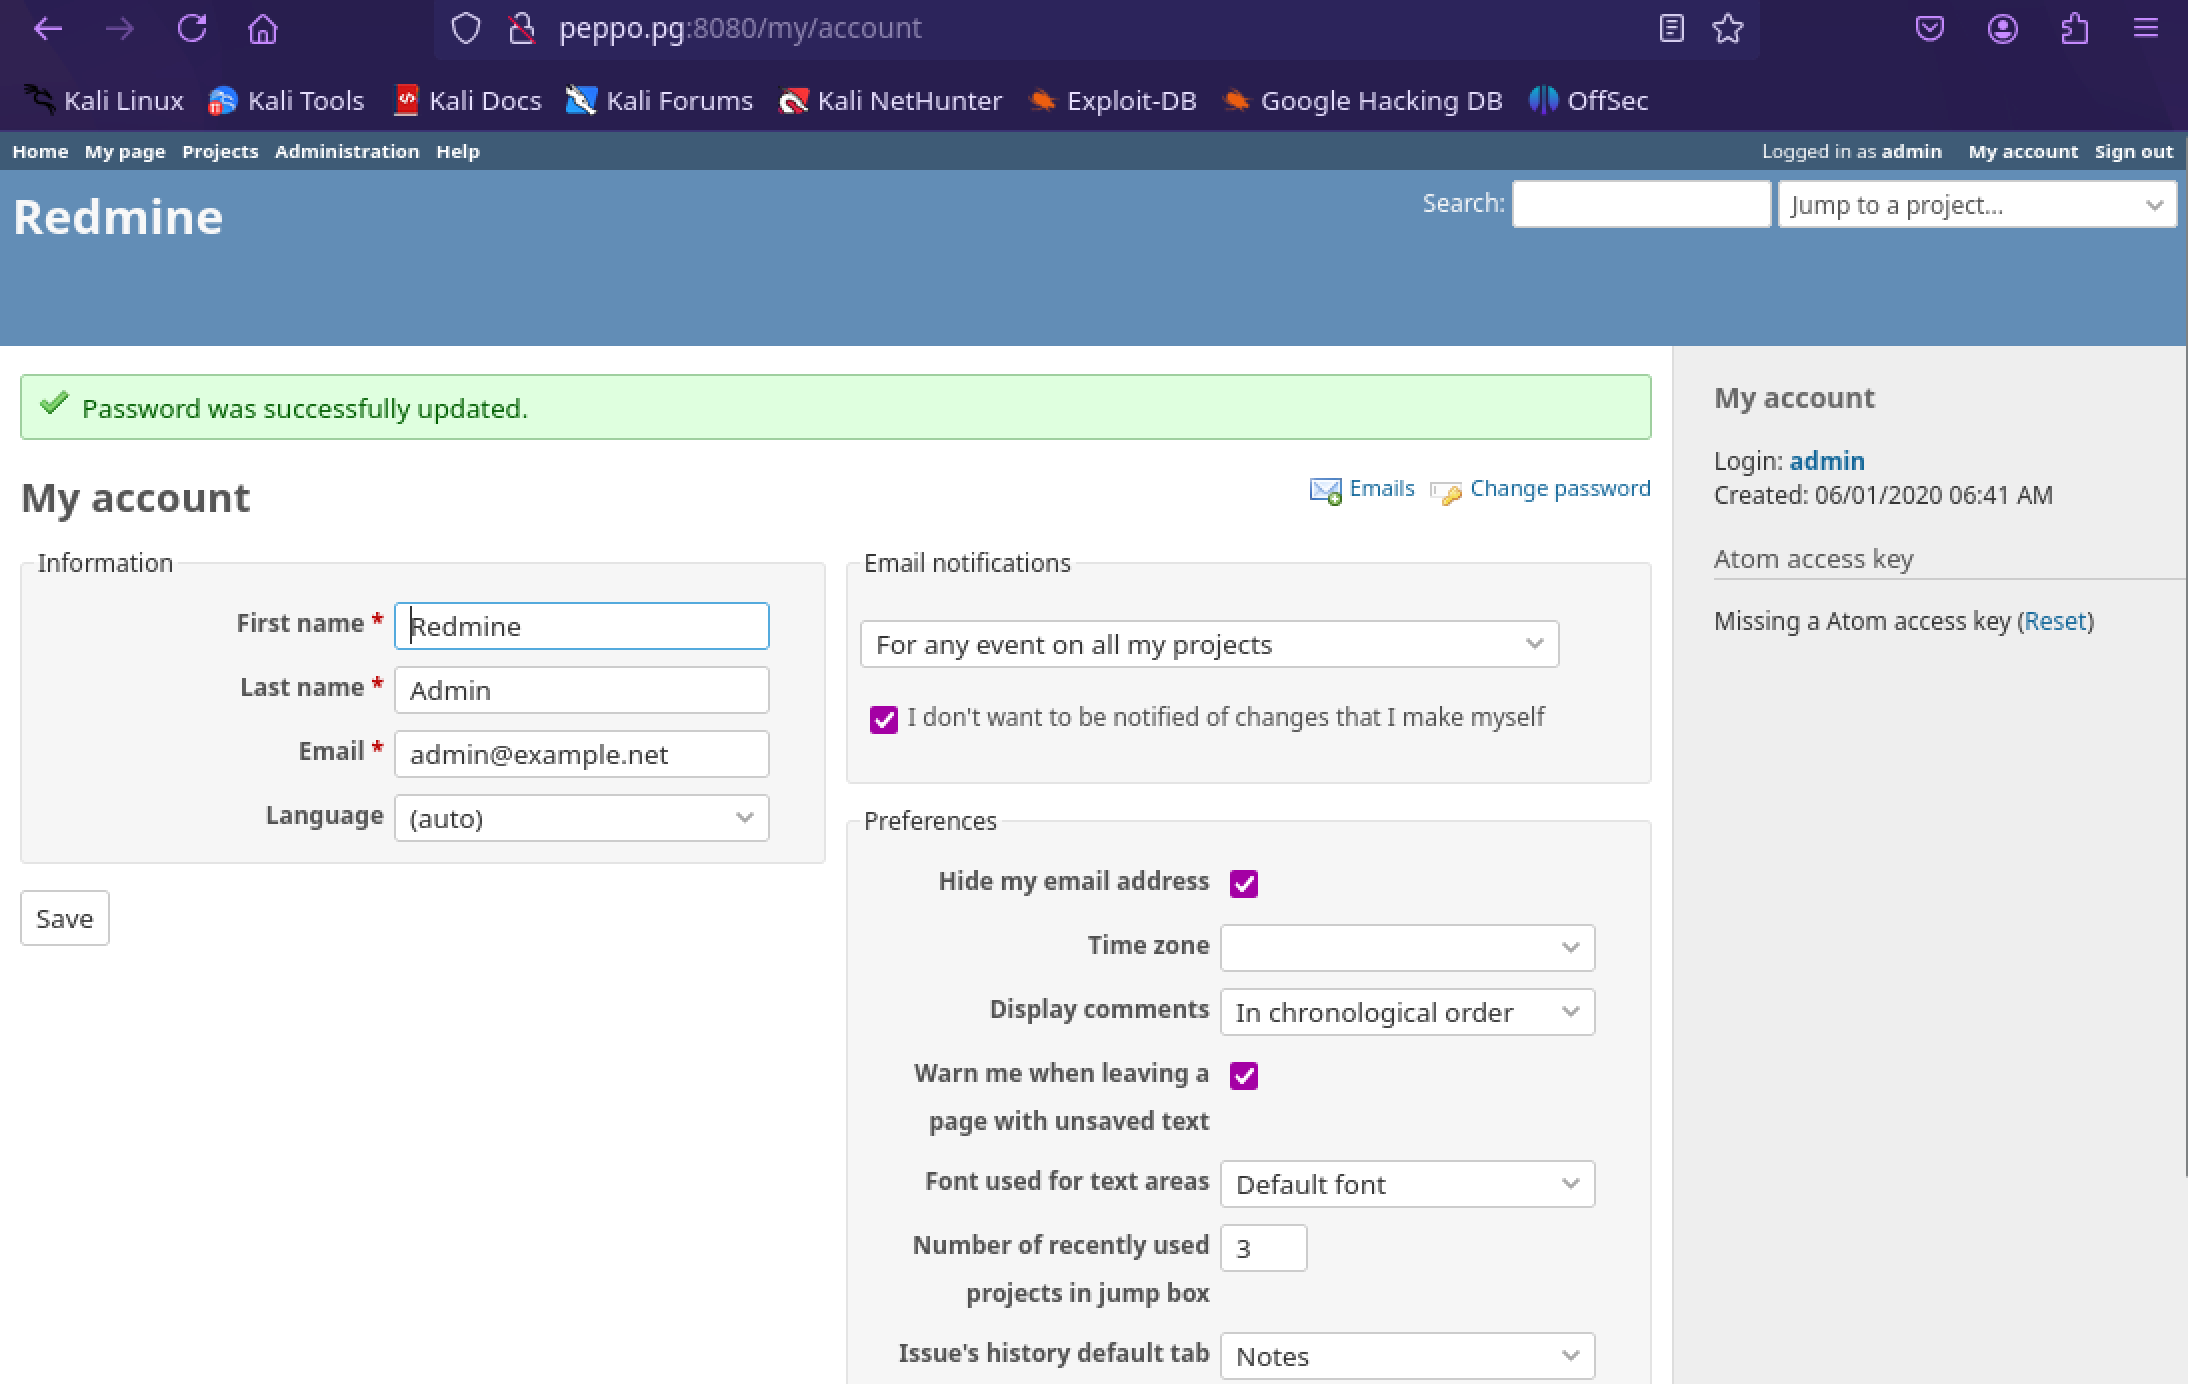 peppo.pg:8080/my/account
Kali Linux Kali Tools Kali Docs Kali Forums Kali NetHunter Exploit-DB Google Hacking DB OffSec
Home My page Projects Administration Help Logged in as admin My account Sign out
Redmine
Search: Jump to a project...
Password was successfully updated.
My account
Emails Change password
Information
First name * Redmine
Last name * Admin
Email * admin@example.net
Language (auto)
Save
Email notifications
For any event on all my projects
I don't want to be notified of changes that I make myself
Preferences
Hide my email address
Time zone
Display comments In chronological order
Warn me when leaving a
page with unsaved text
Font used for text areas Default font
Number of recently used 3
projects in jump box
Issue's history default tab Notes
My account
Login: admin
Created: 06/01/2020 06:41 AM
Atom access key
Missing a Atom access key (Reset)